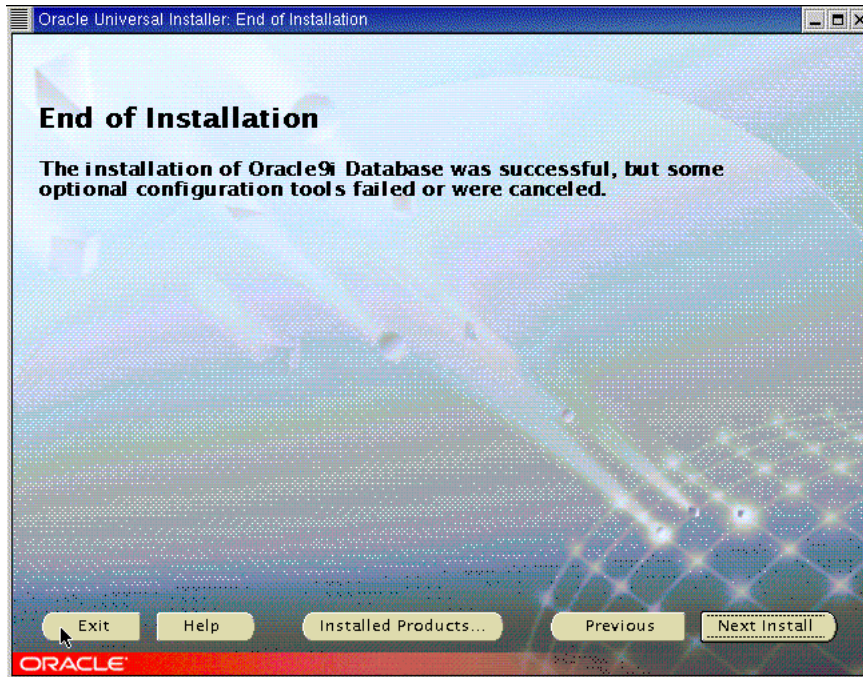 Oracle Universal Installer: End of Installation
End of Installation
The installation of Oracle9i Database was successful, but some
optional configuration tools failed or were canceled.
Exit Help Installed Products... Previous Next Install
ORACLE